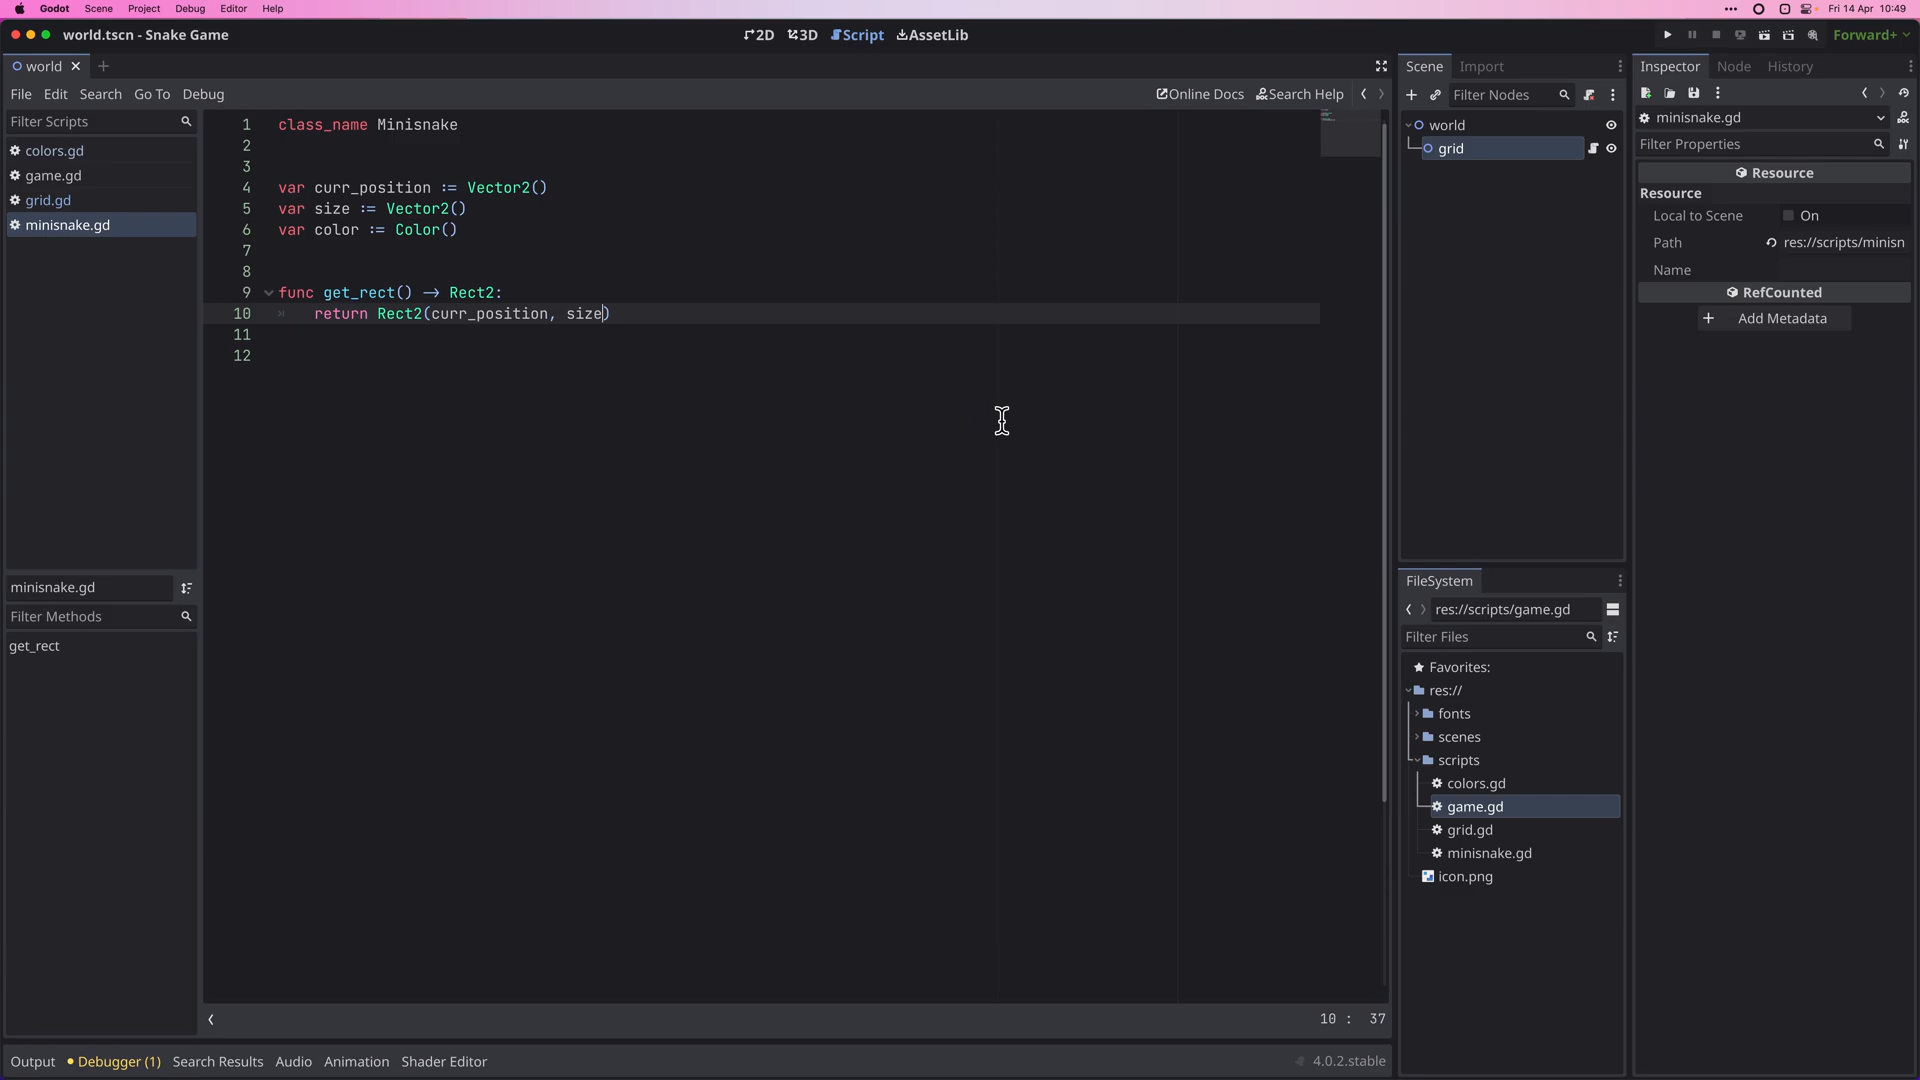 Godot Scene Project Debug Editor Help
Fri 14 Apr 10:49
world.tscn - Snake Game
2D 3D Script AssetLib
Forward+
world
File Edit Search Go To Debug
Online Docs Search Help
Filter Scripts
colors.gd
game.gd
grid.gd
minisnake.gd
minisnake.gd
Filter Methods
get_rect
1 class_name Minisnake
2
3
4 var curr_position := Vector2()
5 var size := Vector2()
6 var color := Color()
7
8
9 func get_rect() -> Rect2:
10 return Rect2(curr_position, size)
11
12
10 : 37
Output Debugger (1) Search Results Audio Animation Shader Editor
4.0.2.stable
Scene Import
Filter Nodes
world
grid
FileSystem
res://scripts/game.gd
Filter Files
Favorites:
res://
fonts
scenes
scripts
colors.gd
game.gd
grid.gd
minisnake.gd
icon.png
Inspector Node History
minisnake.gd
Filter Properties
Resource
Resource
Local to Scene On
Path res://scripts/minisn
Name
RefCounted
Add Metadata